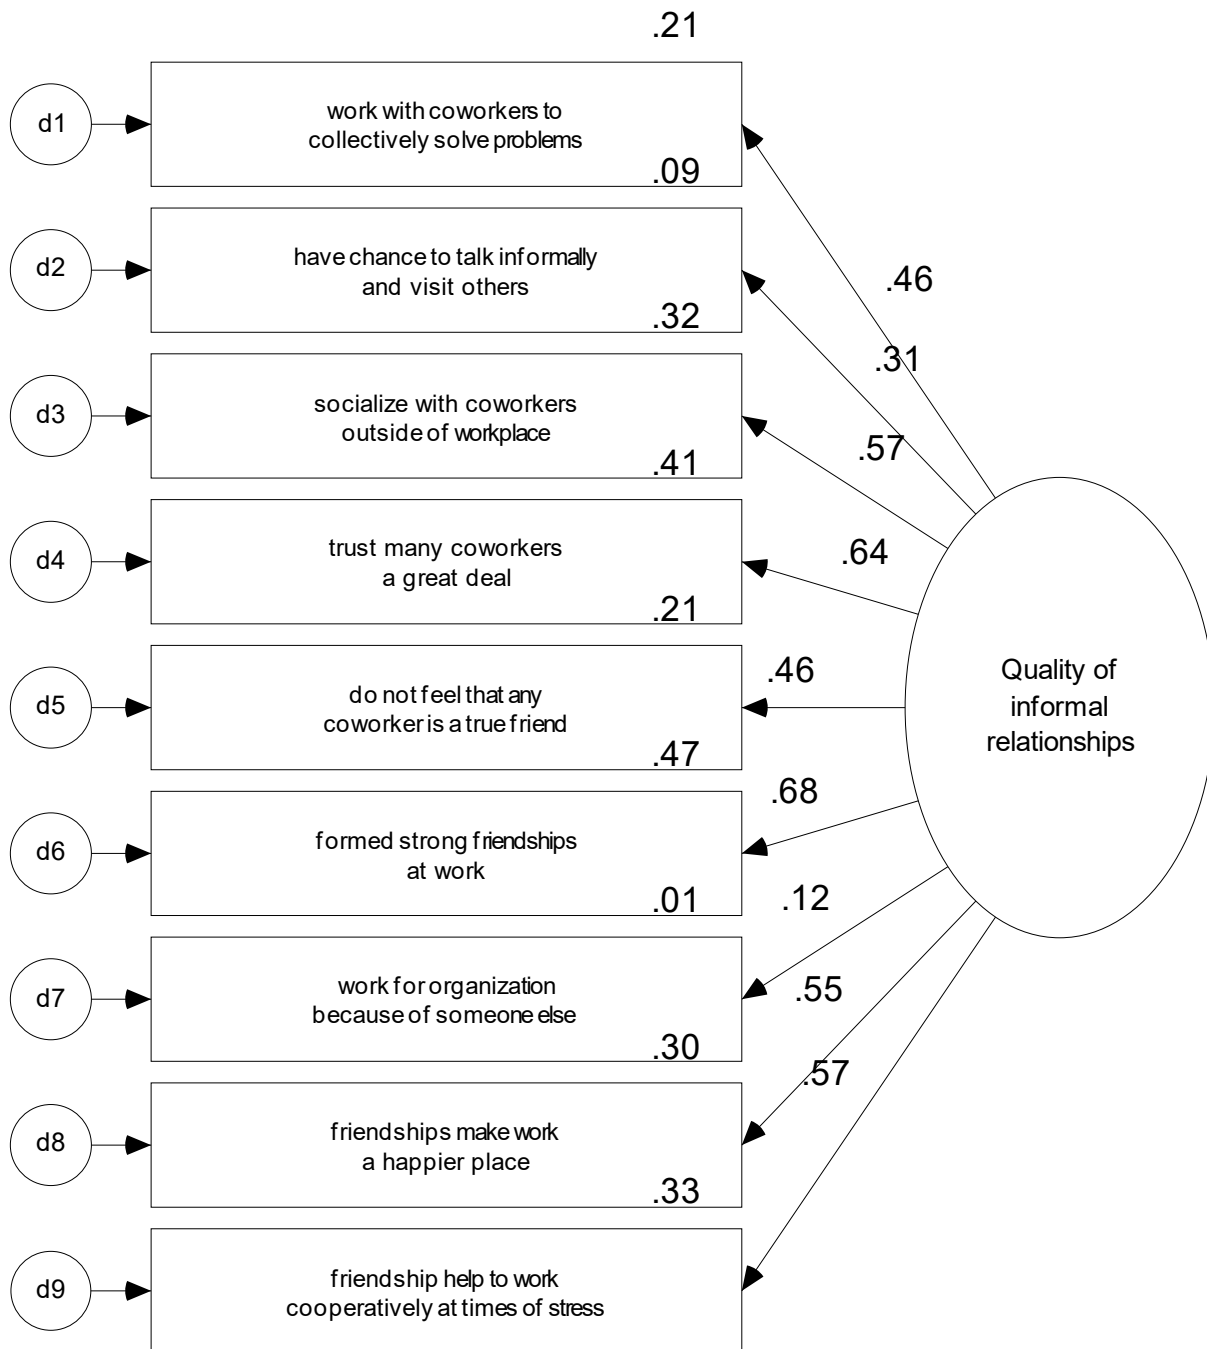 .21
d1
work with coworkers to
collectively solve problems
.09
d2
have chance to talk informally
and visit others
.46
.32
.31
d3
socialize with coworkers
outside of workplace
.57
.41
d4
trust many coworkers
a great deal
.64
.21
d5
do not feel that any
coworker is a true friend
.46
Quality of
informal
relationships
.47
d6
formed strong friendships
at work
.68
.01
.12
d7
work for organization
because of someone else
.55
.30
d8
friendships make work
a happier place
.57
.33
d9
friendship help to work
cooperatively at times of stress